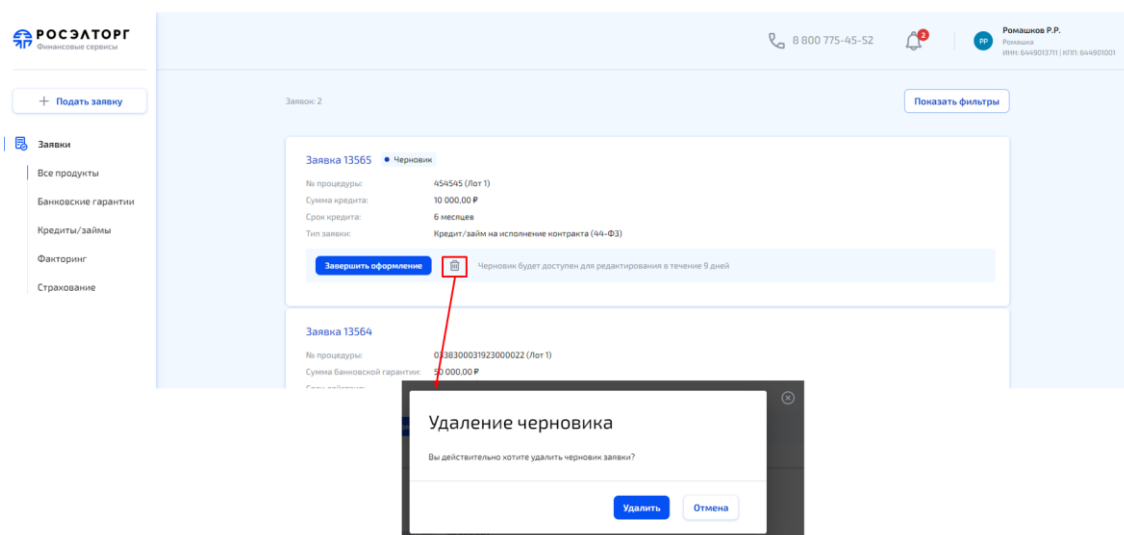 РОСЭЛТОРГ
Финансовые сервисы
8 800 775-45-52
2
РР
Ромашков Р.Р.
Ромашка
ИНН: 6449013711 | КПП: 644901001
+ Подать заявку
Заявки
Все продукты
Банковские гарантии
Кредиты/займы
Факторинг
Страхование
Заявок: 2
Показать фильтры
Заявка 13565 • Черновик
№ процедуры: 454545 (Лот 1)
Сумма кредита: 10 000,00 ₽
Срок кредита: 6 месяцев
Тип заявки: Кредит/займ на исполнение контракта (44-ФЗ)
Завершить оформление
Черновик будет доступен для редактирования в течение 9 дней
Заявка 13564
№ процедуры: 0338300031923000022 (Лот 1)
Сумма банковской гарантии: 50 000,00 ₽
Удаление черновика
Вы действительно хотите удалить черновик заявки?
Удалить
Отмена